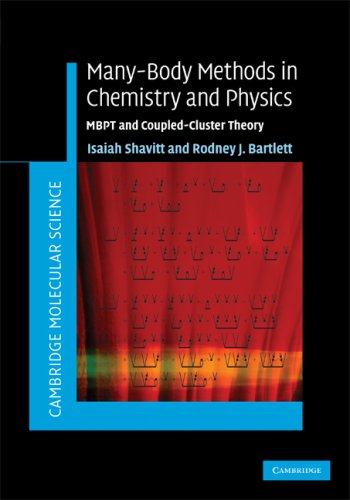 Many-Body Methods in
Chemistry and Physics
MBPT and Coupled-Cluster Theory
Isaiah Shavitt and Rodney J. Bartlett
CAMBRIDGE MOLECULAR SCIENCE
CAMBRIDGE